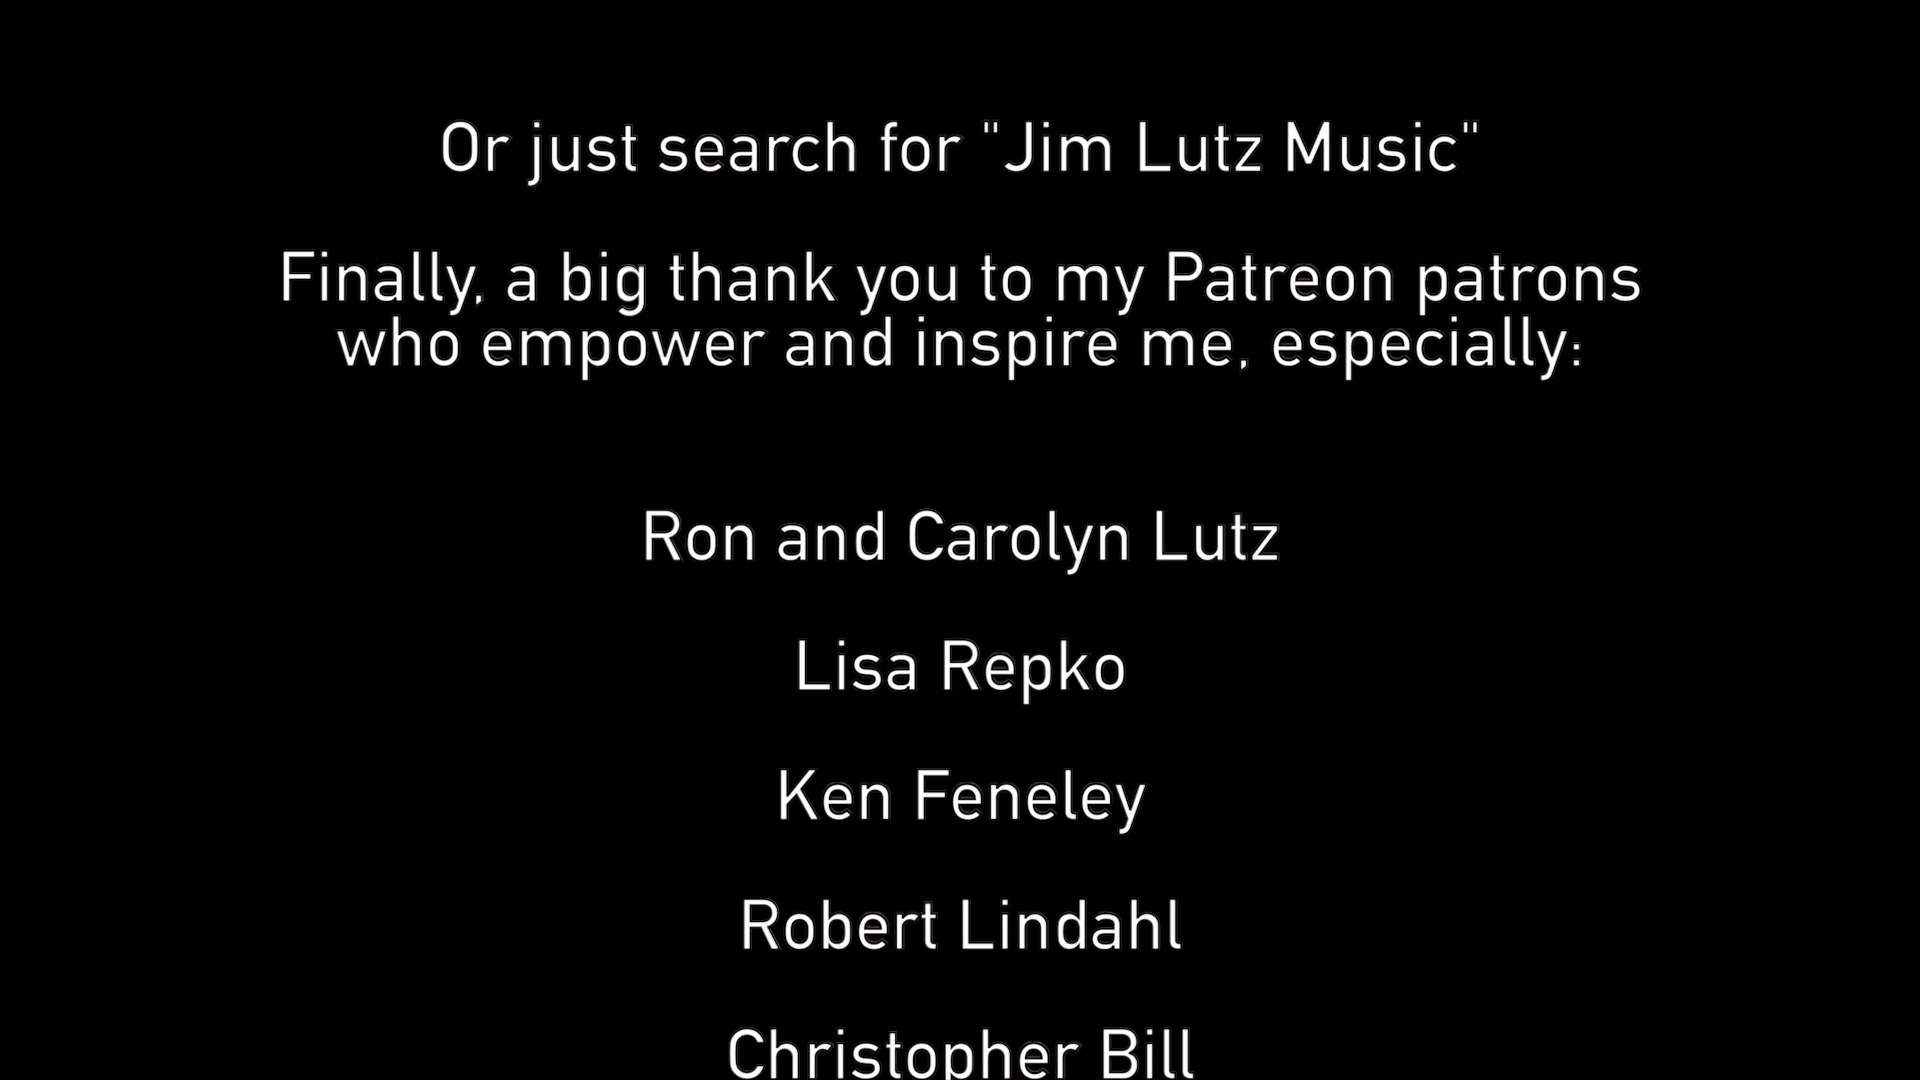 Or just search for "Jim Lutz Music"
Finally, a big thank you to my Patreon patrons
who empower and inspire me, especially:
Ron and Carolyn Lutz
Lisa Repko
Ken Feneley
Robert Lindahl
Christopher Bill